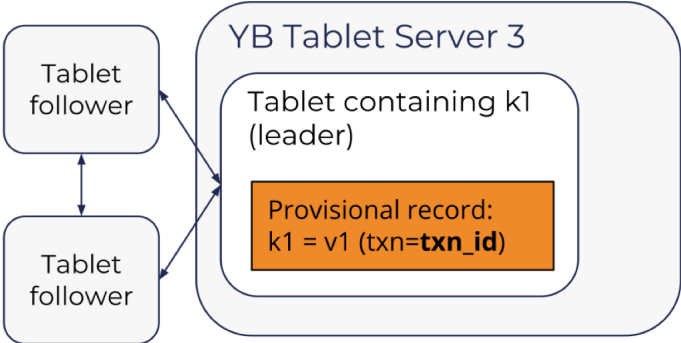 YB Tablet Server 3
Tablet
follower
Tablet containing k1
(leader)
Provisional record:
k1 = v1 (txn=txn_id)
Tablet
follower